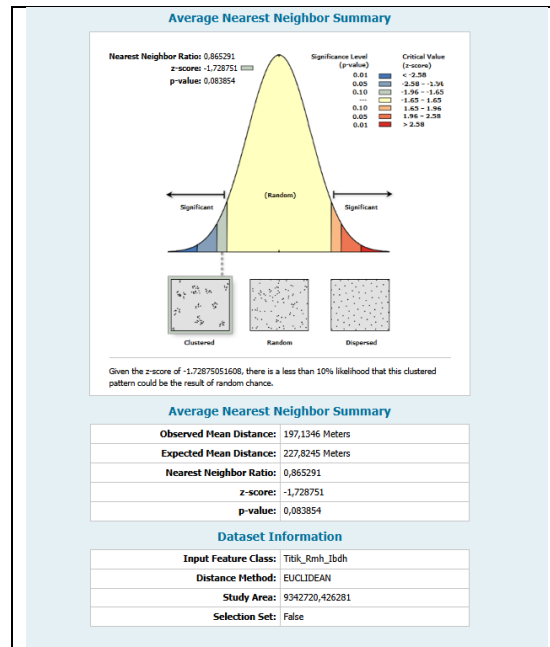 Average Nearest Neighbor Summary
Nearest Neighbor Ratio: 0,865291
z-score: -1,728751
p-value: 0,083854
Significance Level (p-value)
Critical Value (z-score)
0.01 < -2.58
0.05 -2.58 - -1.96
0.10 -1.96 - -1.65
--- -1.65 - 1.65
0.10 1.65 - 1.96
0.05 1.96 - 2.58
0.01 > 2.58
(Random)
Significant Significant
Clustered Random Dispersed
Given the z-score of -1.72875051608, there is a less than 10% likelihood that this clustered
pattern could be the result of random chance.
Average Nearest Neighbor Summary
Observed Mean Distance: 197,1346 Meters
Expected Mean Distance: 227,8245 Meters
Nearest Neighbor Ratio: 0,865291
z-score: -1,728751
p-value: 0,083854
Dataset Information
Input Feature Class: Titik_Rmh_Ibdh
Distance Method: EUCLIDEAN
Study Area: 9342720,426281
Selection Set: False